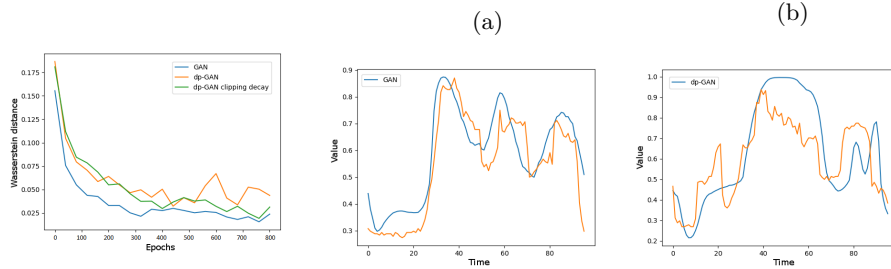 (a)
(b)
Wasserstein distance
0.175
0.150
0.125
0.100
0.075
0.050
0.025
GAN
dp-GAN
dp-GAN clipping decay
0 100 200 300 400 500 600 700 800
Epochs
Value
0.9
0.8
0.7
0.6
0.5
0.4
0.3
GAN
0 20 40 60 80
Time
Value
1.0
0.9
0.8
0.7
0.6
0.5
0.4
0.3
0.2
dp-GAN
0 20 40 60 80
Time